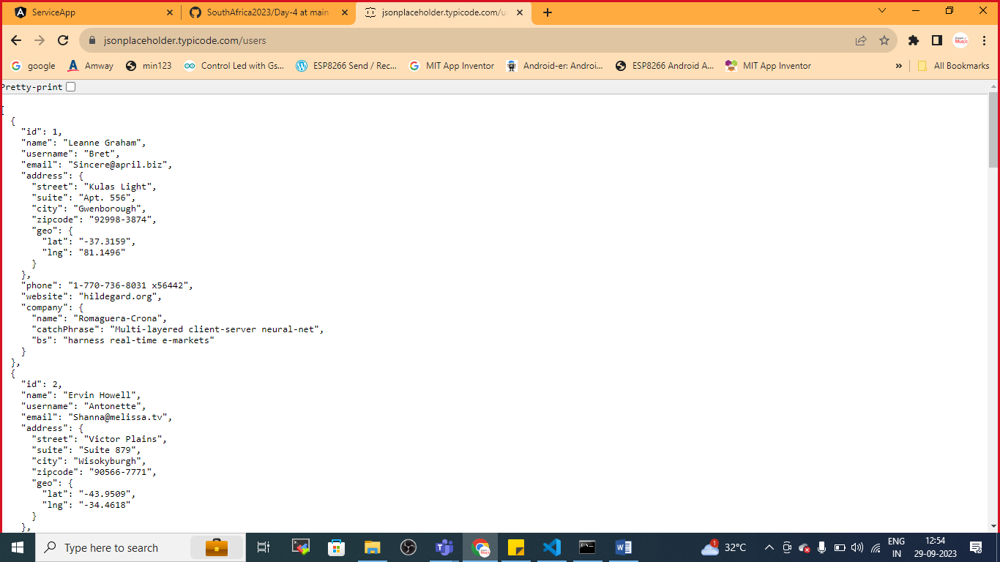 ServiceApp
SouthAfrica2023/Day-4 at main
jsonplaceholder.typicode.com/us
jsonplaceholder.typicode.com/users
google
Amway
min123
Control Led with Gs...
ESP8266 Send / Rec...
MIT App Inventor
Android-er: Androi...
ESP8266 Android A...
MIT App Inventor
»
All Bookmarks
Pretty-print
[
{
"id": 1,
"name": "Leanne Graham",
"username": "Bret",
"email": "Sincere@april.biz",
"address": {
"street": "Kulas Light",
"suite": "Apt. 556",
"city": "Gwenborough",
"zipcode": "92998-3874",
"geo": {
"lat": "-37.3159",
"lng": "81.1496"
}
},
"phone": "1-770-736-8031 x56442",
"website": "hildegard.org",
"company": {
"name": "Romaguera-Crona",
"catchPhrase": "Multi-layered client-server neural-net",
"bs": "harness real-time e-markets"
}
},
{
"id": 2,
"name": "Ervin Howell",
"username": "Antonette",
"email": "Shanna@melissa.tv",
"address": {
"street": "Victor Plains",
"suite": "Suite 879",
"city": "Wisokyburgh",
"zipcode": "90566-7771",
"geo": {
"lat": "-43.9509",
"lng": "-34.4618"
}
},
Type here to search
1
32°C
ENG
IN
12:54
29-09-2023